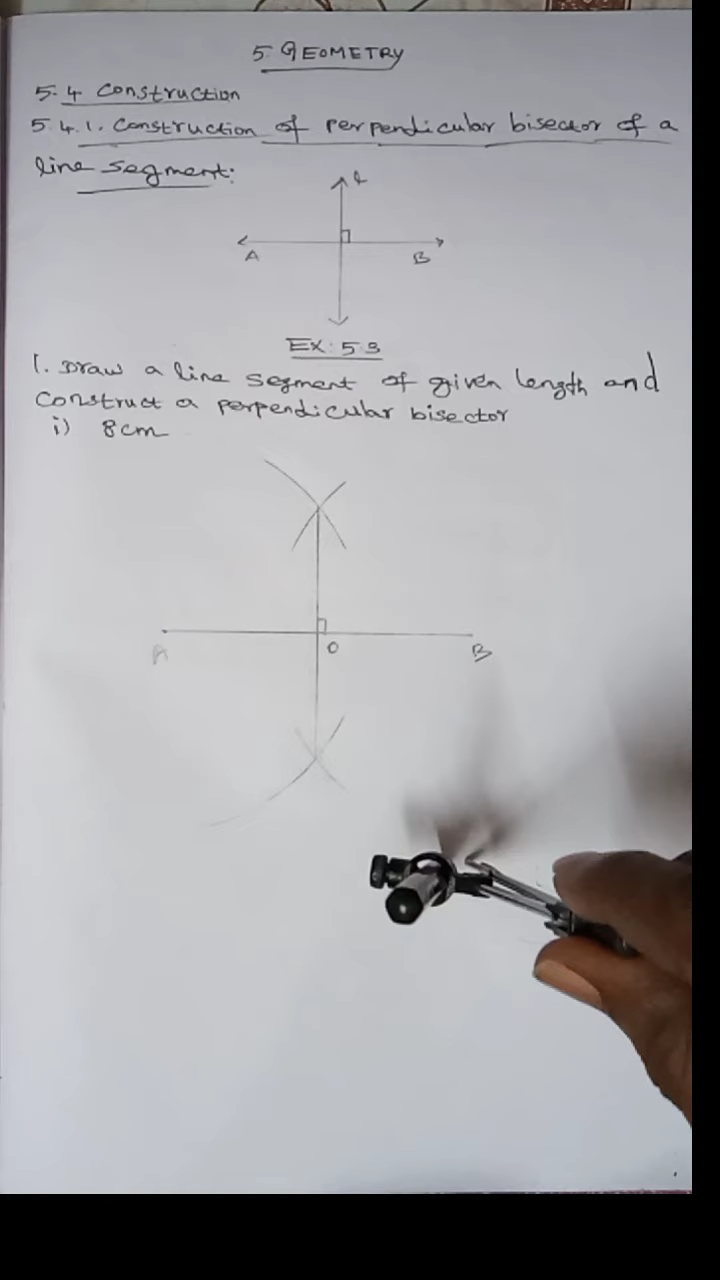 5. GEOMETRY
5.4 Construction
5.4.1. Construction of perpendicular bisector of a
line segment:
l
A B
Ex: 5.3
1. Draw a line segment of given length and
construct a perpendicular bisector
i) 8cm
A O B